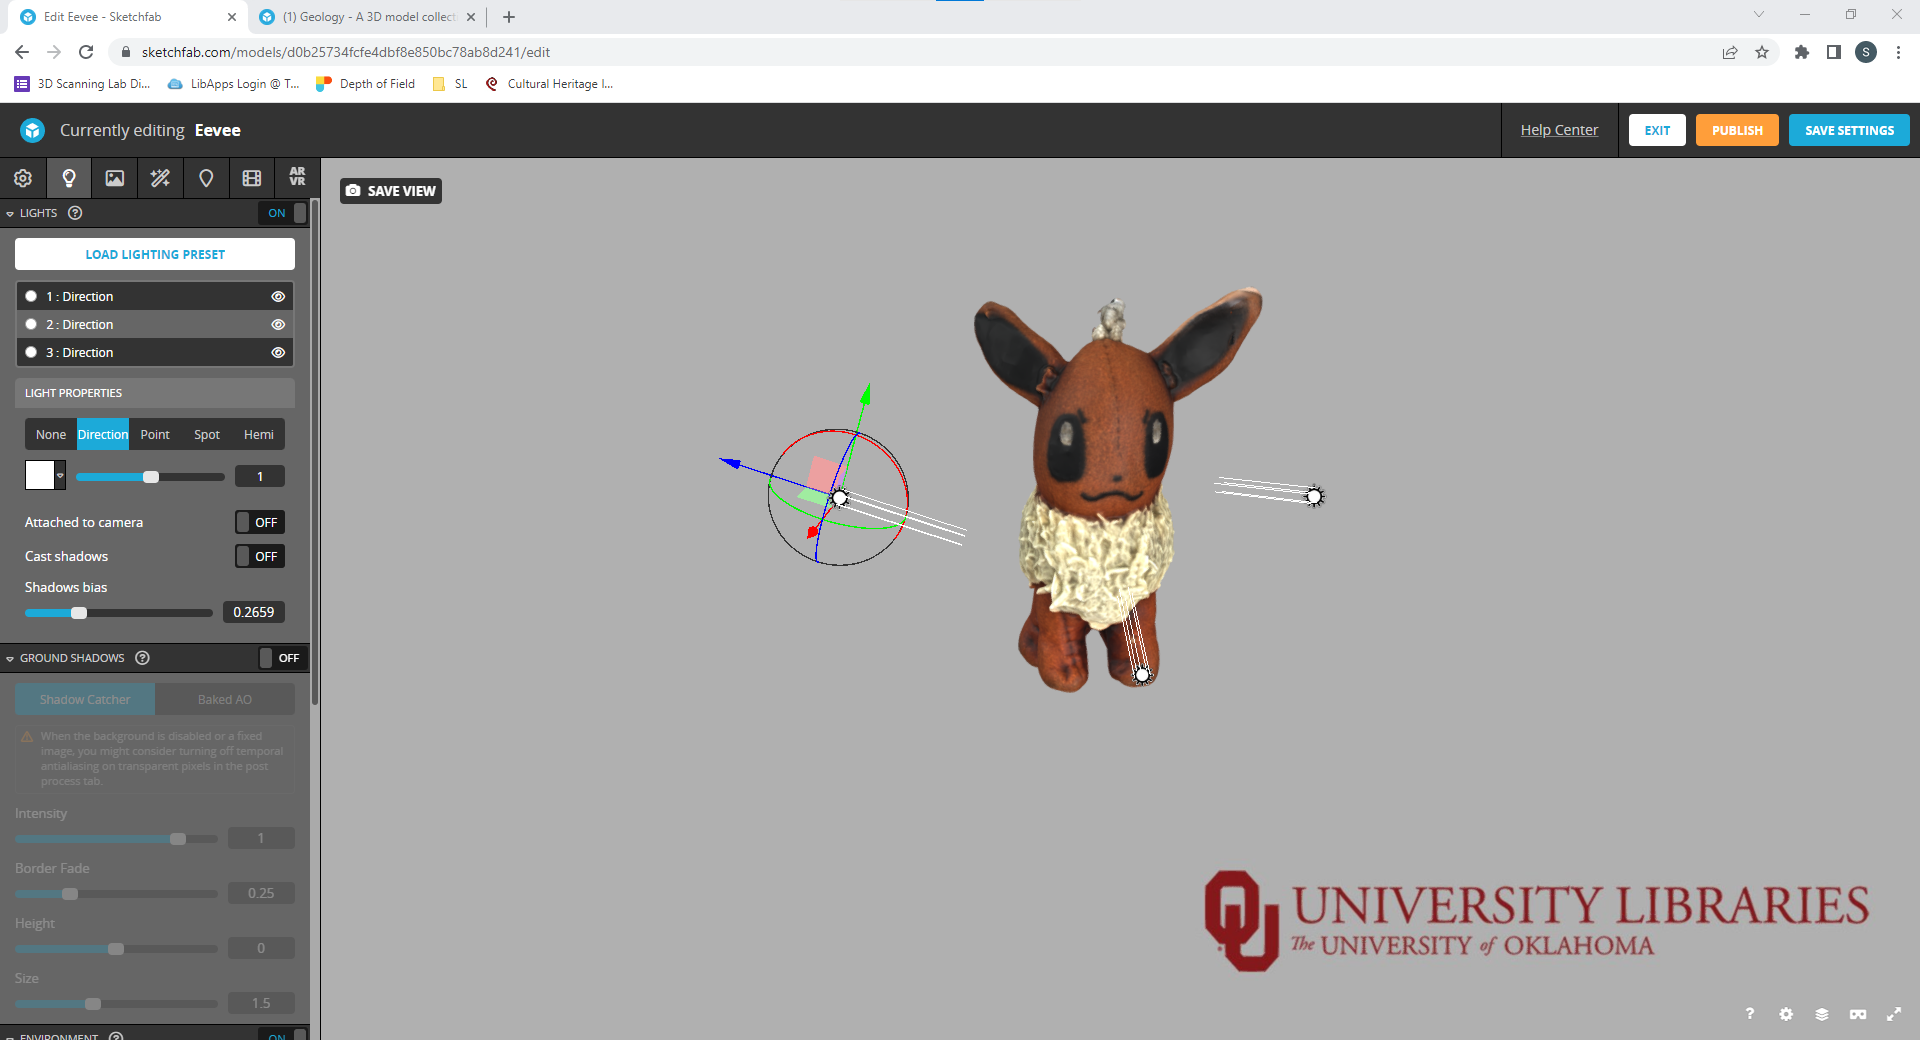 Edit Eevee - Sketchfab
(1) Geology - A 3D model collect
sketchfab.com/models/d0b25734fcfe4dbf8e850bc78ab8d241/edit
S
3D Scanning Lab Di...
LibApps Login @ T...
Depth of Field
SL
Cultural Heritage I...
Currently editing Eevee
Help Center
EXIT
PUBLISH
SAVE SETTINGS
AR
VR
SAVE VIEW
LIGHTS ?
ON
LOAD LIGHTING PRESET
1 : Direction
2 : Direction
3 : Direction
LIGHT PROPERTIES
None Direction Point Spot Hemi
1
Attached to camera OFF
Cast shadows OFF
Shadows bias
0.2659
GROUND SHADOWS ? OFF
Shadow Catcher Baked AO
When the background is disabled or a fixed
image, you might consider turning off temporal
antialiasing on transparent pixels in the post
process tab.
Intensity
1
Border Fade
0.25
Height
0
Size
1.5
ENVIRONMENT ? ON
OU
UNIVERSITY LIBRARIES
The UNIVERSITY of OKLAHOMA
?